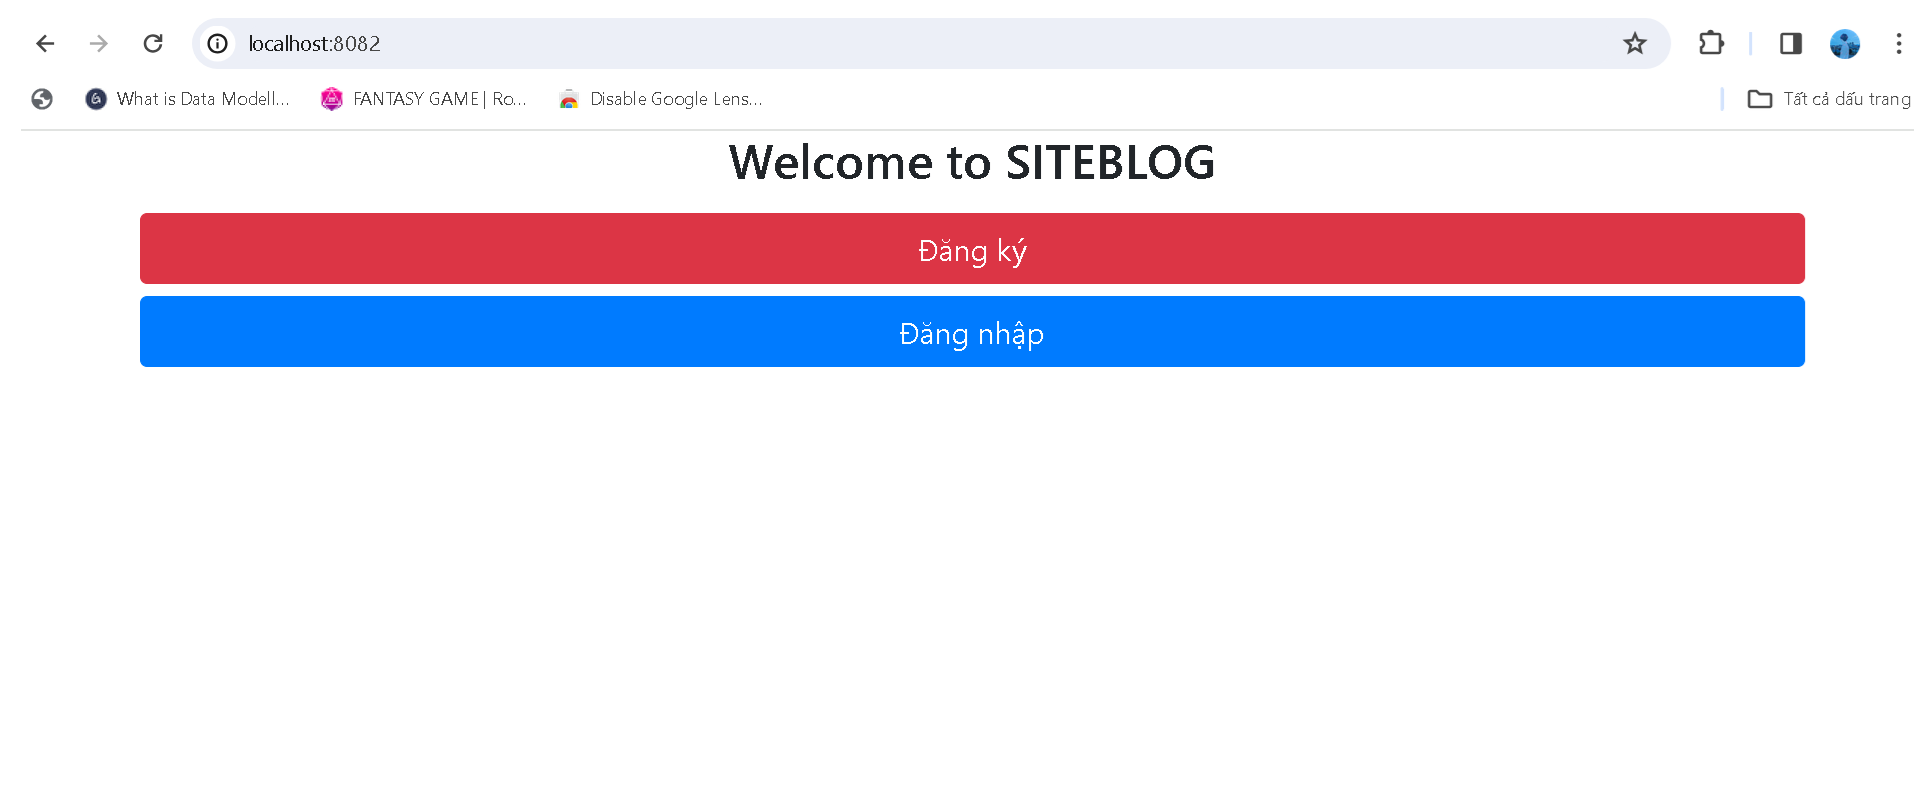 localhost:8082
What is Data Modell... FANTASY GAME | Ro... Disable Google Lens... Tất cả dấu trang
Welcome to SITEBLOG
Đăng ký
Đăng nhập